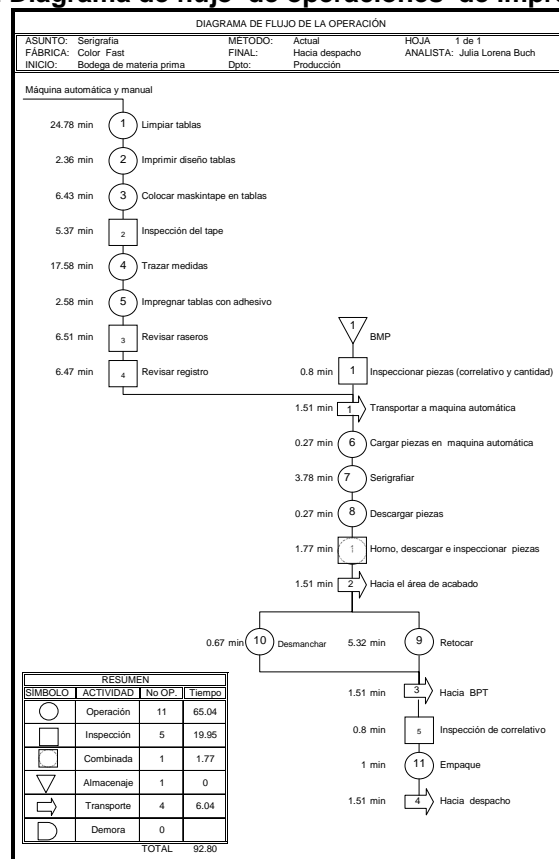 Diagrama de flujo de operaciones de impre
DIAGRAMA DE FLUJO DE LA OPERACIÓN
ASUNTO: Serigrafia METODO: Actual HOJA 1 de 1
FÁBRICA: Color Fast FINAL: Hacia despacho ANALISTA: Julia Lorena Buch
INICIO: Bodega de materia prima Dpto: Producción
Máquina automática y manual
24.78 min 1 Limpiar tablas
2.36 min 2 Imprimir diseño tablas
6.43 min 3 Colocar maskintape en tablas
5.37 min 2 Inspección del tape
17.58 min 4 Trazar medidas
2.58 min 5 Impregnar tablas con adhesivo
6.51 min 3 Revisar raseros
6.47 min 4 Revisar registro
1 BMP
0.8 min 1 Inspeccionar piezas (correlativo y cantidad)
1.51 min 1 Transportar a maquina automática
0.27 min 6 Cargar piezas en maquina automática
3.78 min 7 Serigrafiar
0.27 min 8 Descargar piezas
1.77 min 1 Horno, descargar e inspeccionar piezas
1.51 min 2 Hacia el área de acabado
0.67 min 10 Desmanchar 5.32 min 9 Retocar
1.51 min 3 Hacia BPT
0.8 min 5 Inspección de correlativo
1 min 11 Empaque
1.51 min 4 Hacia despacho
RESUMEN
SIMBOLO ACTIVIDAD No OP. Tiempo
Operación 11 65.04
Inspección 5 19.95
Combinada 1 1.77
Almacenaje 1 0
Transporte 4 6.04
Demora 0
TOTAL 92.80